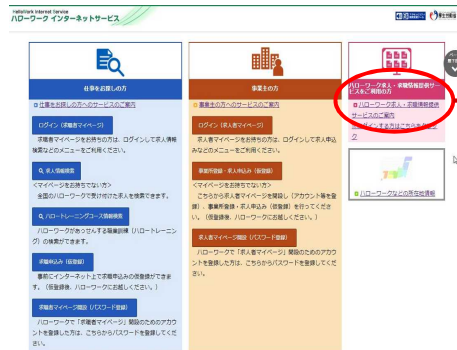 HelloWork Internet Service
ハローワーク インターネットサービス
仕事をお探しの方
仕事をお探しの方へのサービスのご案内
ログイン（求職者マイページ）
求職者マイページをお持ちの方は、ログインして求人情報
検索などのメニューをご利用ください。
求人情報検索
<マイページをお持ちでない方>
全国のハローワークで受け付けた求人を検索できます。
ハロートレーニングコース情報検索
ハローワークがあっせんする職業訓練（ハロートレーニン
グ）の検索ができます。
求職申込み（仮登録）
事前にインターネット上で求職申込みの仮登録ができま
す。（仮登録後、ハローワークにお越しください。）
求職者マイページ開設（パスワード登録）
ハローワークで「求職者マイページ」開設のためのアカウ
ントを登録した方は、こちらからパスワードを登録してくだ
さい。
事業主の方
事業主の方へのサービスのご案内
ログイン（求人者マイページ）
求人者マイページをお持ちの方は、ログインして求人申込
みなどのメニューをご利用ください。
事業所登録・求人申込み（仮登録）
<マイページをお持ちでない方>
こちらから求人者マイページを開設し（アカウント等を登
録）、事業所登録・求人申込み（仮登録）を行ってくださ
い。（仮登録後、ハローワークにお越しください。）
求人者マイページ開設（パスワード登録）
ハローワークで「求人者マイページ」開設のためのアカウ
ントを登録した方は、こちらからパスワードを登録してくだ
さい。
ハローワーク求人・求職情報提供サー
ビスをご利用の方
ハローワーク求人・求職情報提供
サービスのご案内
ログインする方はこちらをクリッ
ク
ハローワークなどの所在地情報